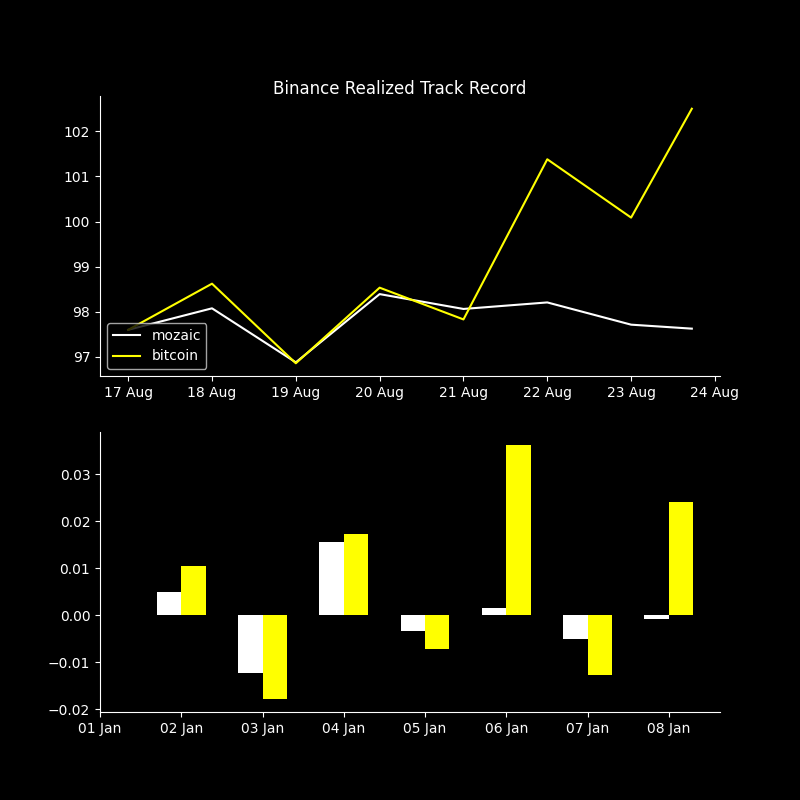 Binance Realized Track Record
102
101
100
99
98
97
mozaic
bitcoin
17 Aug 18 Aug 19 Aug 20 Aug 21 Aug 22 Aug 23 Aug 24 Aug
0.03
0.02
0.01
0.00
−0.01
−0.02
01 Jan 02 Jan 03 Jan 04 Jan 05 Jan 06 Jan 07 Jan 08 Jan